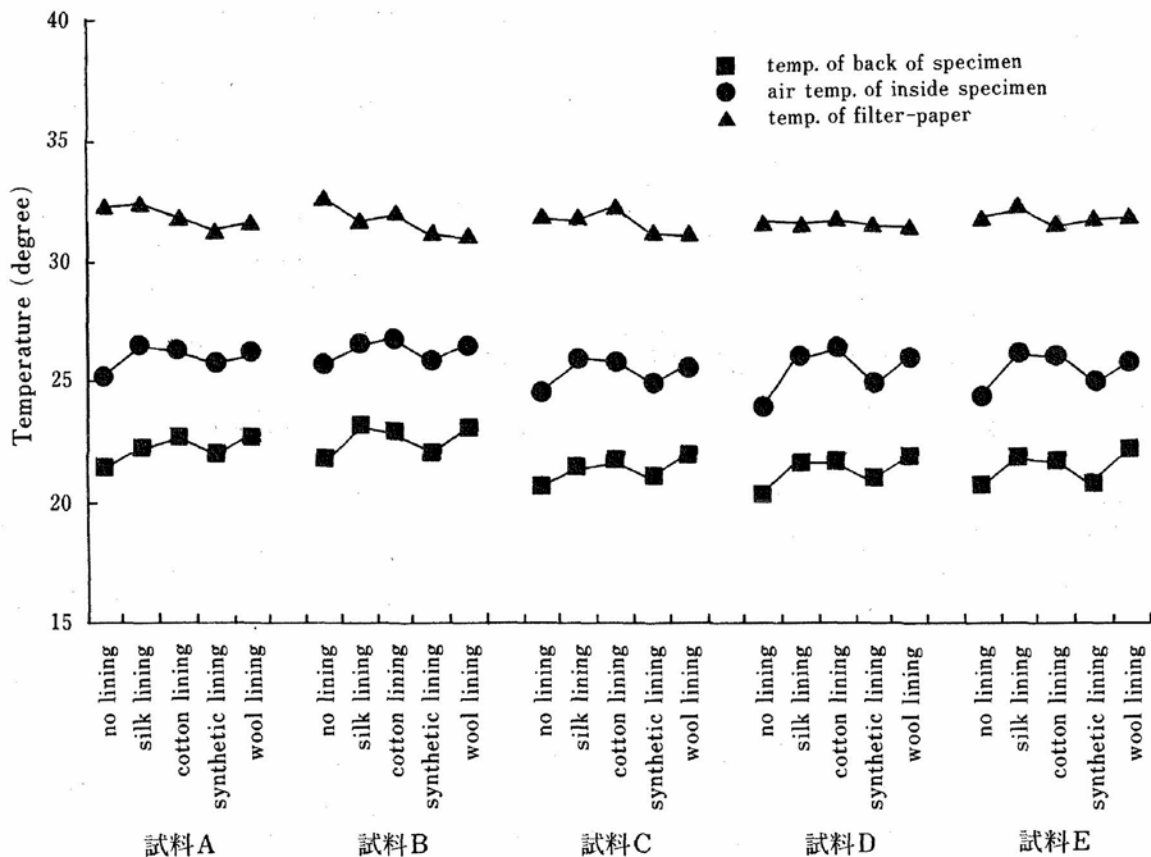 40
35
30
25
20
15
Temperature (degree)
temp. of back of specimen
air temp. of inside specimen
temp. of filter-paper
no lining
silk lining
cotton lining
synthetic lining
wool lining
no lining
silk lining
cotton lining
synthetic lining
wool lining
no lining
silk lining
cotton lining
synthetic lining
wool lining
no lining
silk lining
cotton lining
synthetic lining
wool lining
no lining
silk lining
cotton lining
synthetic lining
wool lining
試料A
試料B
試料C
試料D
試料E